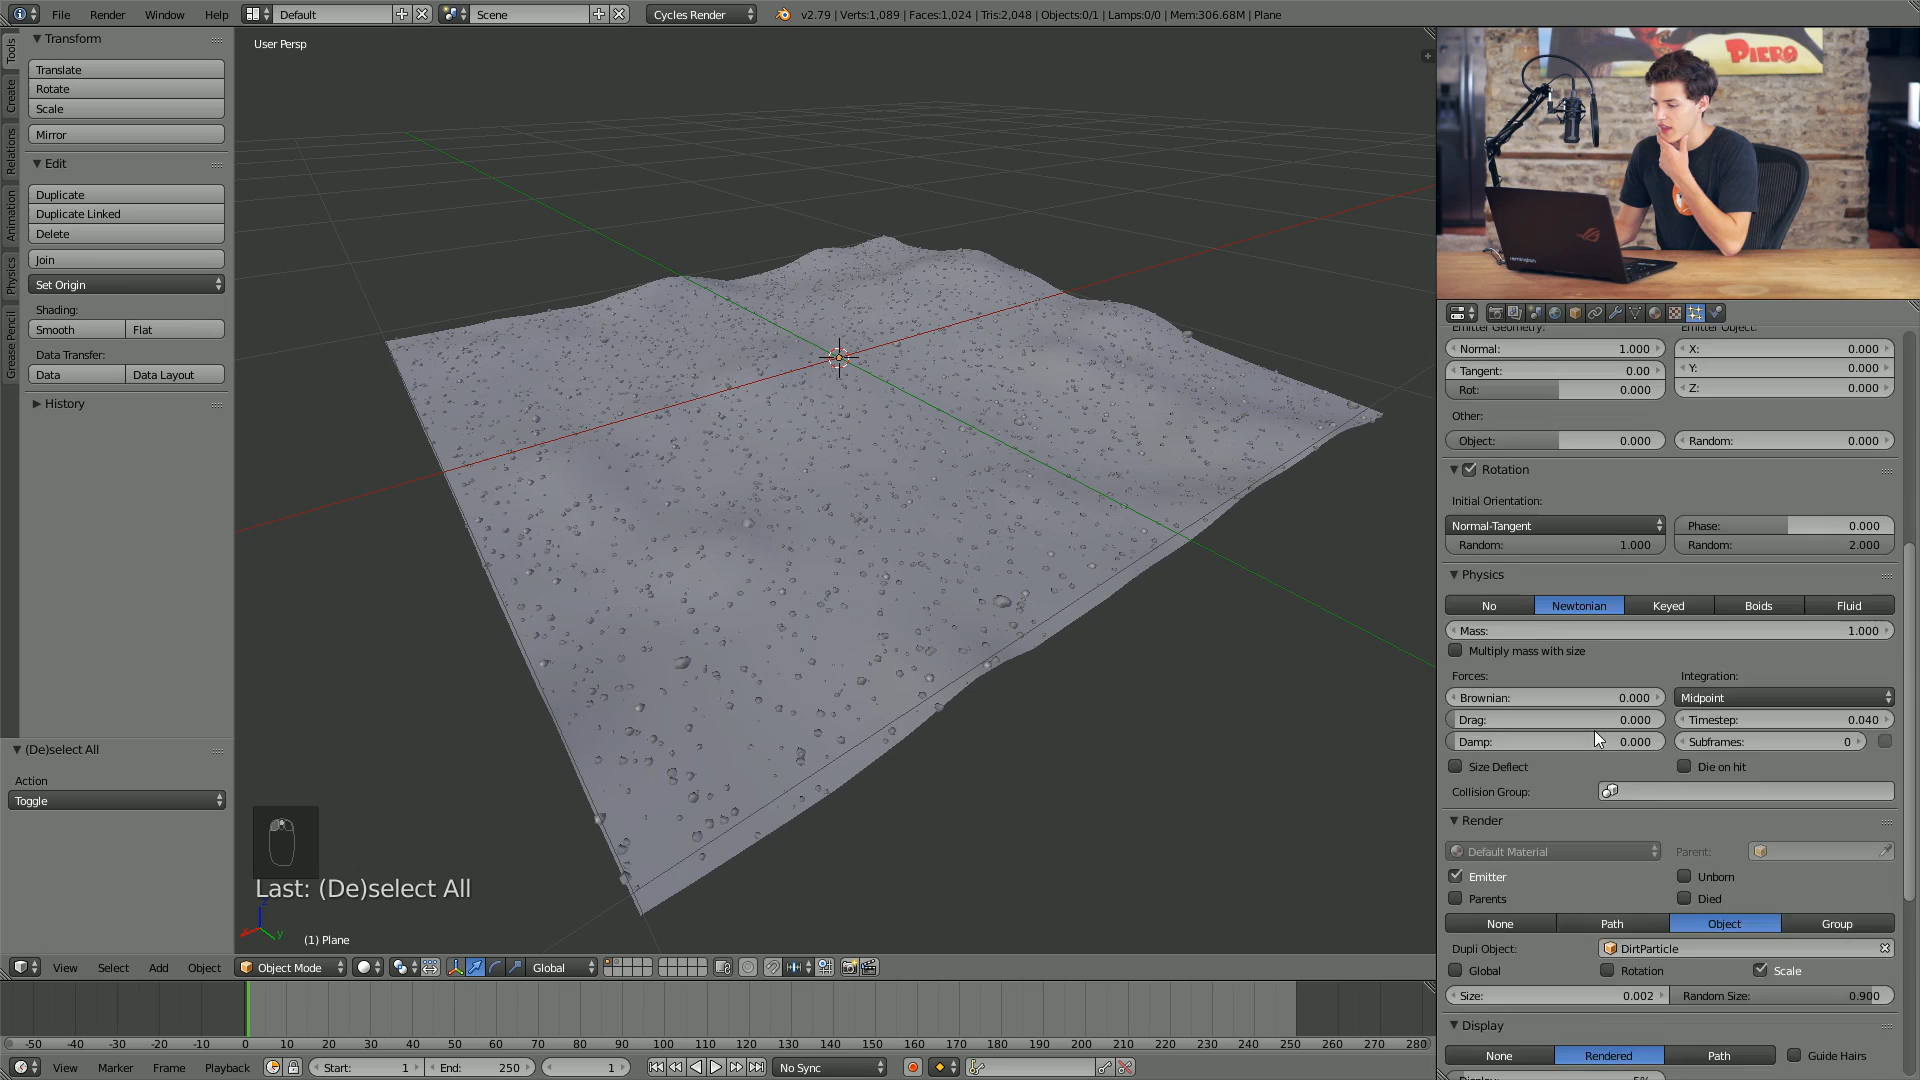 File Render Window Help Default Scene Cycles Render v2.79 | Verts:1,089 | Faces:1,024 | Tris:2,048 | Objects:0/1 | Lamps:0/0 | Mem:306.68M | Plane
Tools
Create
Relations
Animation
Physics
Grease Pencil
Transform
Translate
Rotate
Scale
Mirror
Edit
Duplicate
Duplicate Linked
Delete
Join
Set Origin
Shading:
Smooth Flat
Data Transfer:
Data Data Layout
History
(De)select All
Action
Toggle
User Persp
Last: (De)select All
(1) Plane
View Select Add Object Object Mode Global
PIERO
Emitter Geometry: Emitter Object:
Normal: 1.000 X: 0.000
Tangent: 0.00 Y: 0.000
Rot: 0.000 Z: 0.000
Other:
Object: 0.000 Random: 0.000
Rotation
Initial Orientation:
Normal-Tangent Phase: 0.000
Random: 1.000 Random: 2.000
Physics
No Newtonian Keyed Boids Fluid
Mass: 1.000
Multiply mass with size
Forces: Integration:
Brownian: 0.000 Midpoint
Drag: 0.000 Timestep: 0.040
Damp: 0.000 Subframes: 0
Size Deflect Die on hit
Collision Group:
Render
Default Material Parent:
Emitter Unborn
Parents Died
None Path Object Group
Dupli Object: DirtParticle
Global Rotation Scale
Size: 0.002 Random Size: 0.900
Display
None Rendered Path Guide Hairs
-50 -40 -30 -20 -10 0 10 20 30 40 50 60 70 80 90 100 110 120 130 140 150 160 170 180 190 200 210 220 230 240 250 260 270 280
View Marker Frame Playback Start: 1 End: 250 1 No Sync